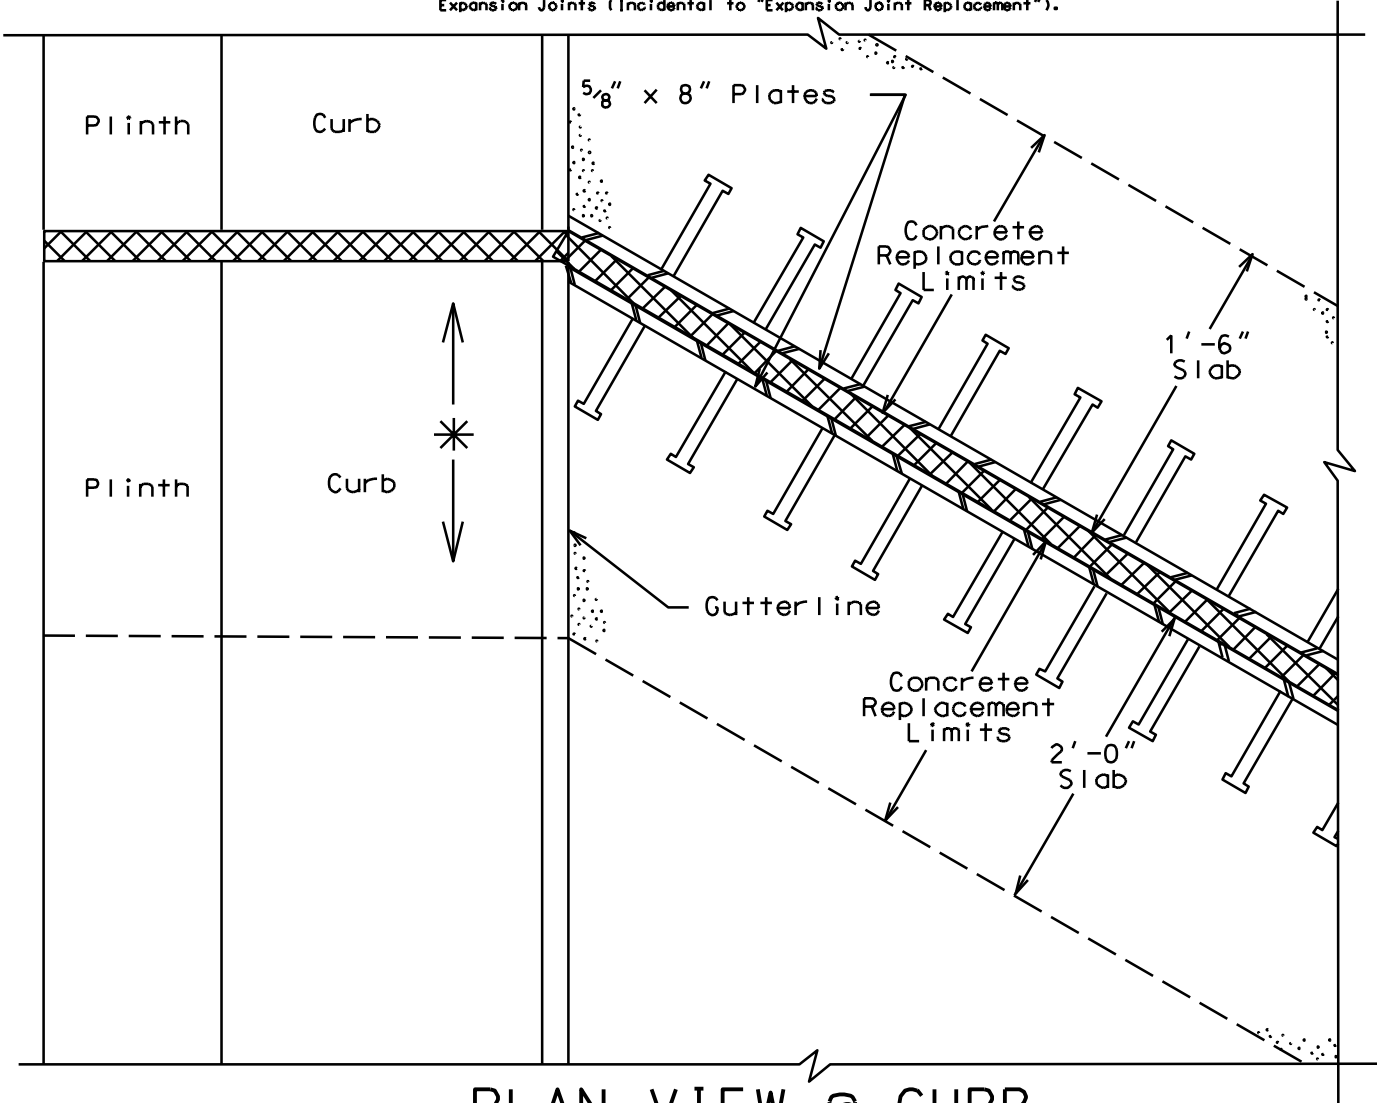 Expansion Joints (Incidental to "Expansion Joint Replacement").
5/8" x 8" Plates
Plinth
Curb
Concrete
Replacement
Limits
1'-6"
Slab
Plinth
Curb
Gutterline
Concrete
Replacement
Limits
2'-0"
Slab
PLAN VIEW @ CURB